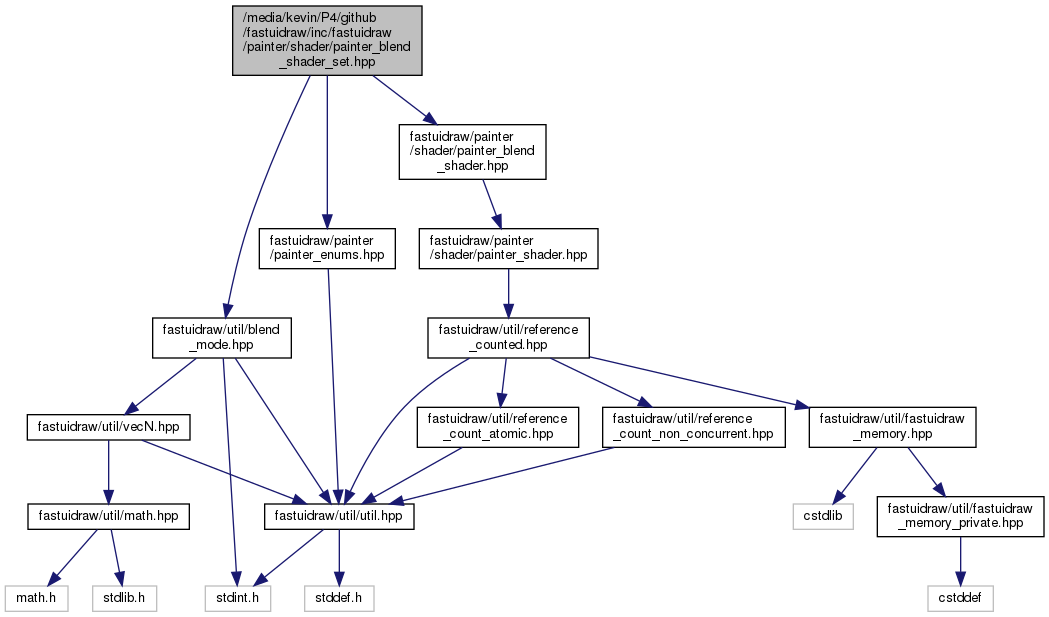 /media/kevin/P4/github
/fastuidraw/inc/fastuidraw
/painter/shader/painter_blend
_shader_set.hpp
fastuidraw/painter
/shader/painter_blend
_shader.hpp
fastuidraw/painter
/painter_enums.hpp
fastuidraw/painter
/shader/painter_shader.hpp
fastuidraw/util/blend
_mode.hpp
fastuidraw/util/reference
_counted.hpp
fastuidraw/util/vecN.hpp
fastuidraw/util/reference
_count_atomic.hpp
fastuidraw/util/reference
_count_non_concurrent.hpp
fastuidraw/util/fastuidraw
_memory.hpp
fastuidraw/util/math.hpp
fastuidraw/util/util.hpp
cstdlib
fastuidraw/util/fastuidraw
_memory_private.hpp
math.h
stdlib.h
stdint.h
stddef.h
cstddef